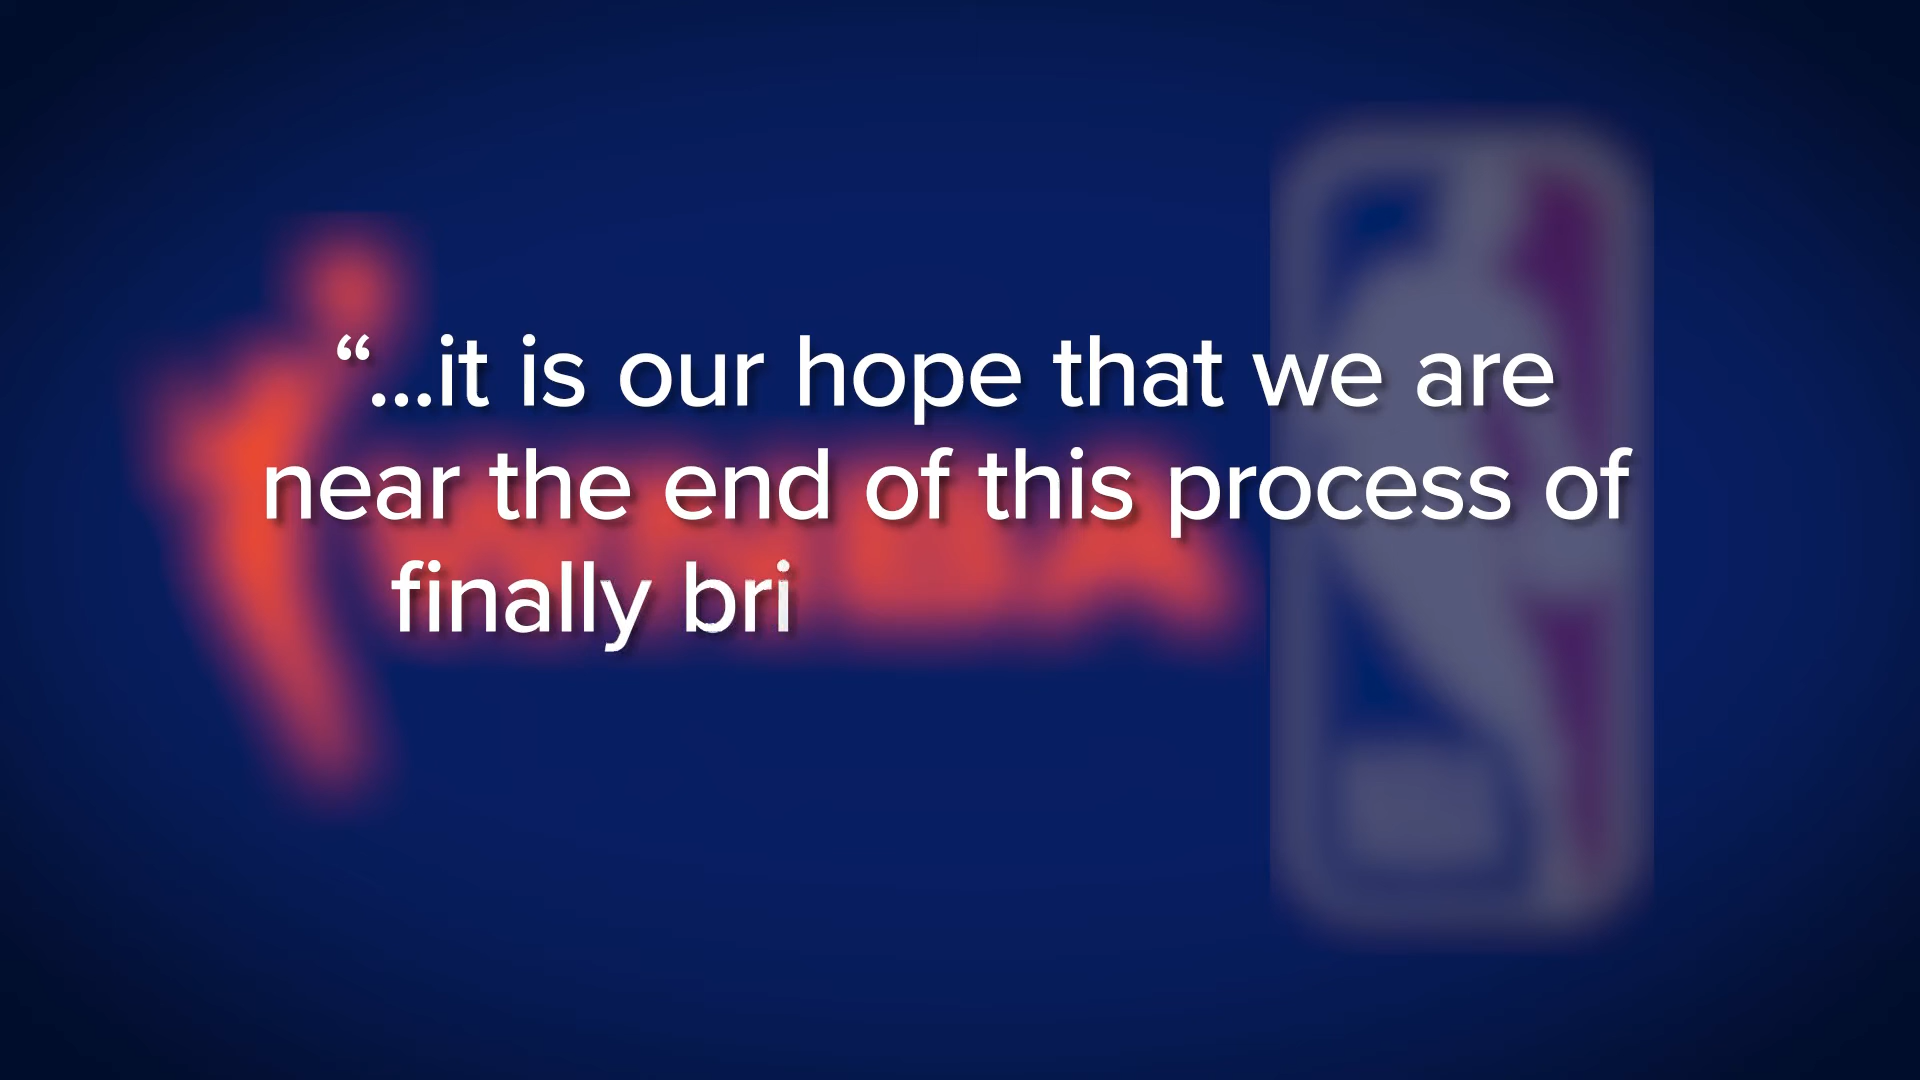 “...it is our hope that we are
near the end of this process of
finally bri